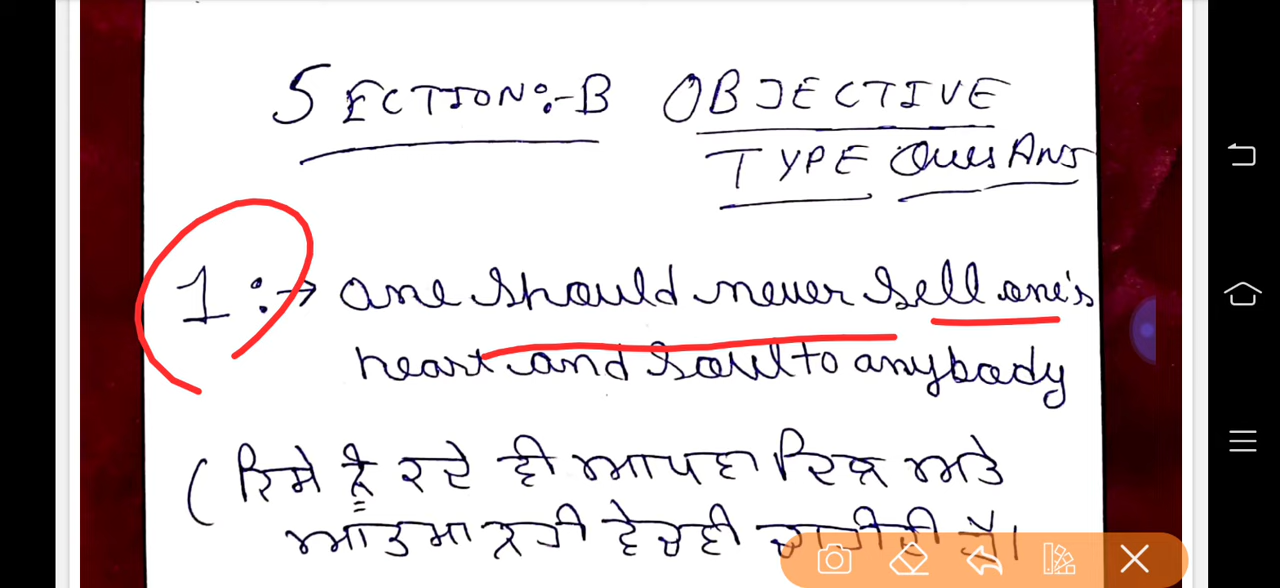 SECTION:-B OBJECTIVE
TYPE Ques Ans
1:→ one should never sell one's
heart and soul to anybody
(ਕਿਸੇ ਨੂੰ ਕਦੇ ਵੀ ਆਪਣਾ ਦਿਲ ਅਤੇ
ਆਤਮਾ ਨਹੀ ਵੇਚਣੀ ਚਾਹੀਦੀ ਹੈ।